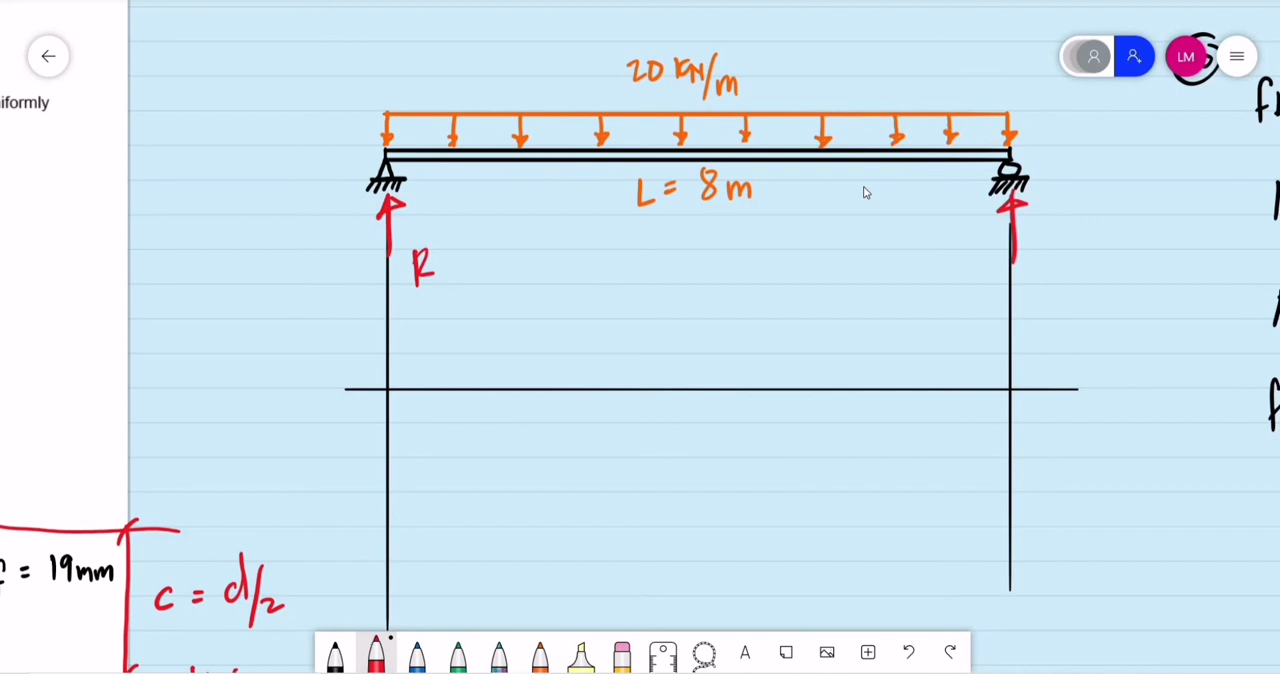 iformly
20 KN/m
LM
L = 8 m
R
= 19mm
c = d/2
A